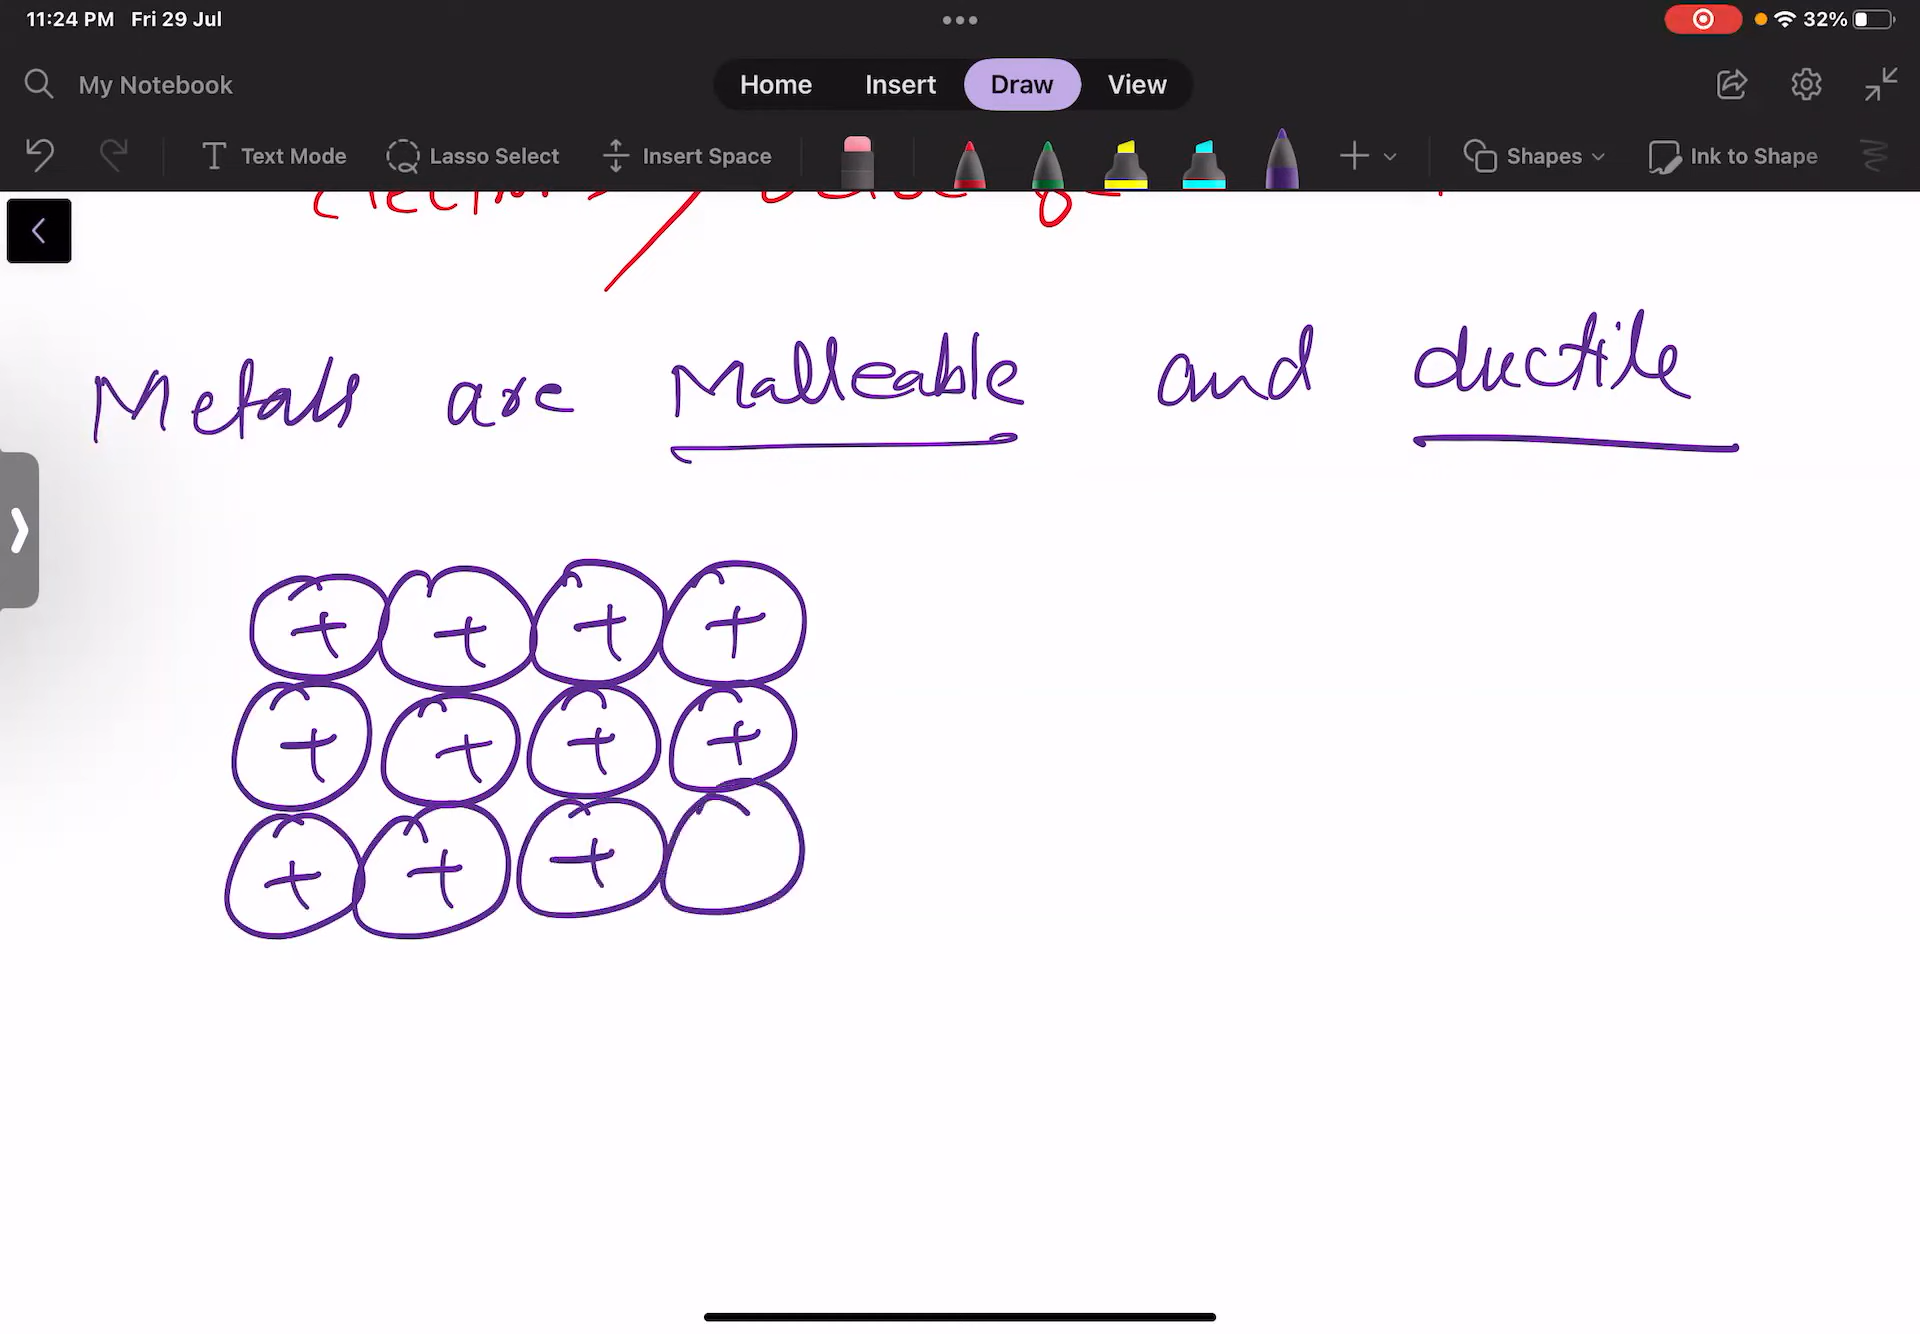 11:24 PM Fri 29 Jul 32%
My Notebook Home Insert Draw View
Text Mode Lasso Select Insert Space Shapes Ink to Shape
Metals are Malleable and ductile
+ + + +
+ + + +
+ + +